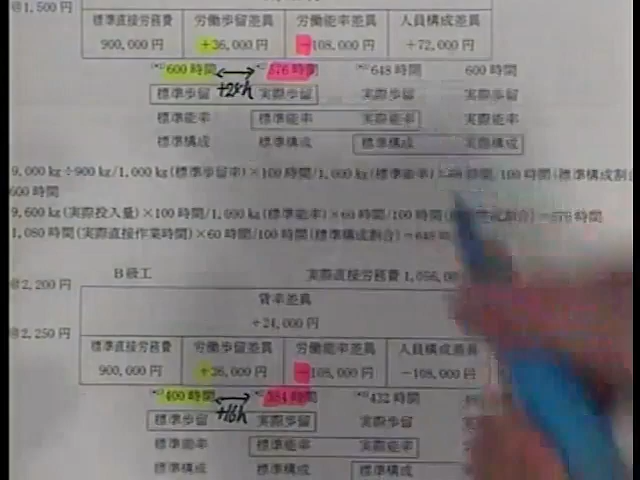 @1,500円
標準直接労務費 労働歩留差異 労働能率差異 人員構成差異
900,000円 +36,000円 -108,000円 +72,000円
600時間 576時間 648時間 600時間
+24h
標準歩留 実際歩留 実際歩留 実際歩留
標準能率 標準能率 実際能率 実際能率
標準構成 標準構成 標準構成 実際構成
9,000kg÷900kg/1,000kg(標準歩留率)×100時間/1,000kg(標準能率) 時間/100時間(標準構成割合
600時間
9,600kg(実際投入量)×100時間/1,000kg(標準能率)×60時間/100時間 構成割合)=576時間
1,080時間(実際直接作業時間)×60時間/100時間(標準構成割合)=648時
B級工 実際直接労務費1,056,00
@2,200円
賃率差異
+24,000円
@2,250円
標準直接労務費 労働歩留差異 労働能率差異 人員構成差異
900,000円 +36,000円 -108,000円 -108,000円
400時間 384時間 432時間
+16h
標準歩留 実際歩留 実際歩留
標準能率 標準能率 実際能率
標準構成 標準構成 標準構成